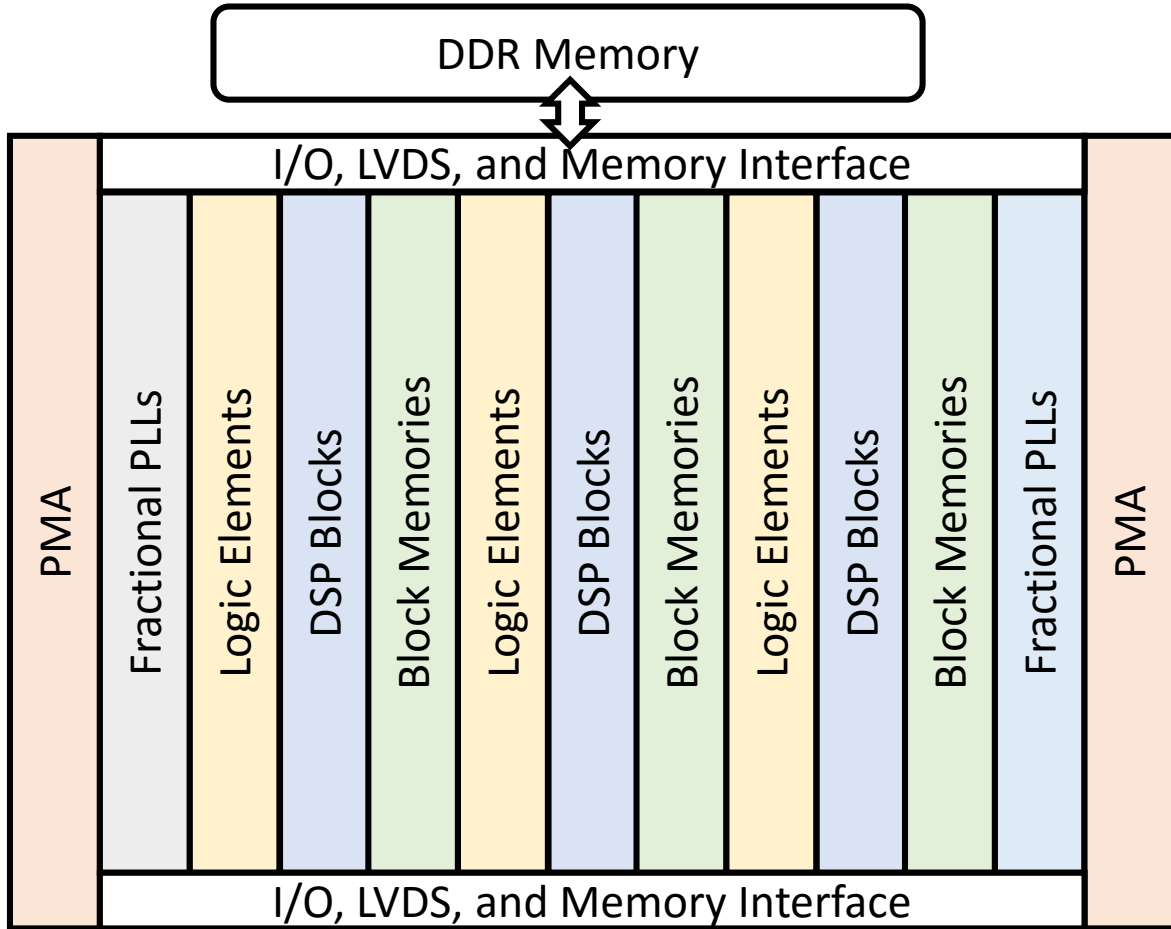 DDR Memory
I/O, LVDS, and Memory Interface
PMA
Fractional PLLs
Logic Elements
DSP Blocks
Block Memories
Logic Elements
DSP Blocks
Block Memories
Logic Elements
DSP Blocks
Block Memories
Fractional PLLs
PMA
I/O, LVDS, and Memory Interface